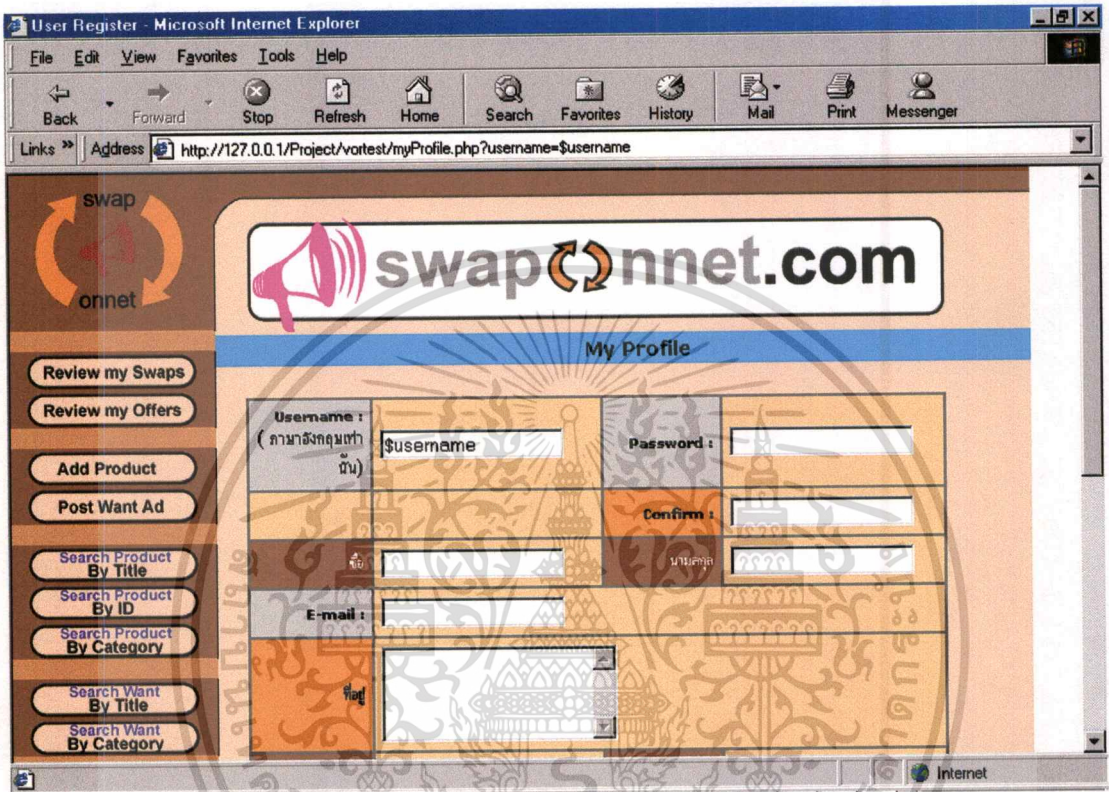 User Register - Microsoft Internet Explorer
File Edit View Favorites Tools Help
Back Forward Stop Refresh Home Search Favorites History Mail Print Messenger
Links » Address http://127.0.0.1/Project/vortest/myProfile.php?username=$username
swap
onnet
swap nnet.com
My Profile
Review my Swaps
Review my Offers
Add Product
Post Want Ad
Search Product
By Title
Search Product
By ID
Search Product
By Category
Search Want
By Title
Search Want
By Category
Username :
( ภาษาอังกฤษเท่า
นั้น)
$username
Password :
Confirm :
ชื่อ
นามสกุล
E-mail :
ที่อยู่
Internet